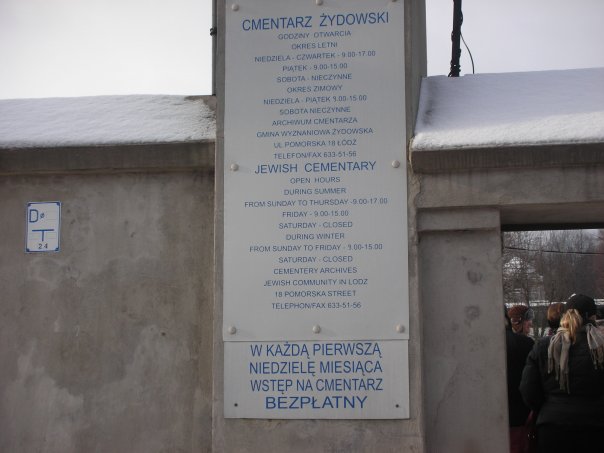 CMENTARZ ŻYDOWSKI
GODZINY OTWARCIA
OKRES LETNI
NIEDZIELA - CZWARTEK - 9.00-17.00
PIĄTEK - 9.00-15.00
SOBOTA - NIECZYNNE
OKRES ZIMOWY
NIEDZIELA - PIĄTEK 9.00-15.00
SOBOTA NIECZYNNE
ARCHIWUM CMENTARZA
GMINA WYZNANIOWA ŻYDOWSKA
UL POMORSKA 18 ŁÓDZ
TELEFON/FAX 633-51-56
JEWISH CEMENTARY
OPEN HOURS
DURING SUMMER
FROM SUNDAY TO THURSDAY - 9.00-17.00
FRIDAY - 9.00-15.00
SATURDAY - CLOSED
DURING WINTER
FROM SUNDAY TO FRIDAY - 9.00-15.00
SATURDAY - CLOSED
CEMENTERY ARCHIVES
JEWISH COMMUNITY IN LODZ
18 POMORSKA STREET
TELEPHON/FAX 633-51-56
W KAŻDĄ PIERWSZĄ
NIEDZIELĘ MIESIĄCA
WSTĘP NA CMENTARZ
BEZPŁATNY
D ø
2.4